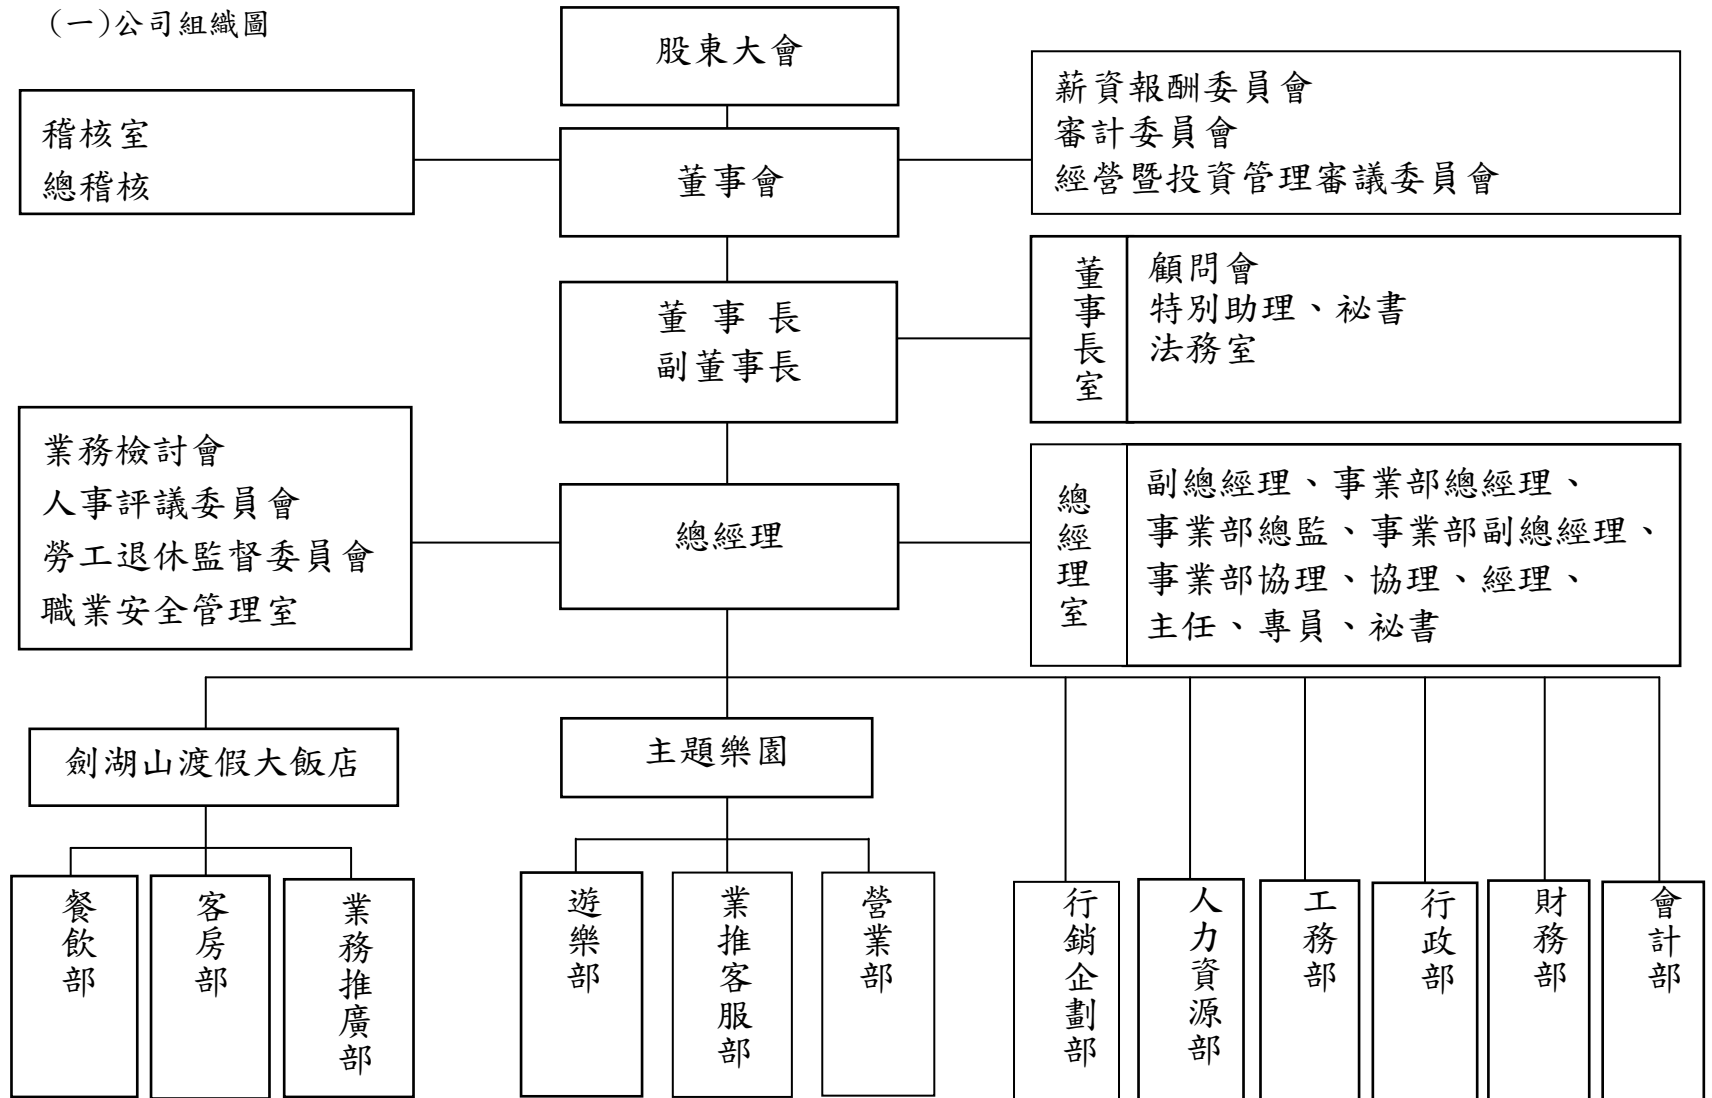 (一)公司組織圖
股東大會
稽核室
總稽核
董事會
薪資報酬委員會
審計委員會
經營暨投資管理審議委員會
董 事 長
副董事長
董事長室
顧問會
特別助理、祕書
法務室
業務檢討會
人事評議委員會
勞工退休監督委員會
職業安全管理室
總經理
總經理室
副總經理、事業部總經理、
事業部總監、事業部副總經理、
事業部協理、協理、經理、
主任、專員、祕書
劍湖山渡假大飯店
主題樂園
餐飲部
客房部
業務推廣部
遊樂部
業推客服部
營業部
行銷企劃部
人力資源部
工務部
行政部
財務部
會計部